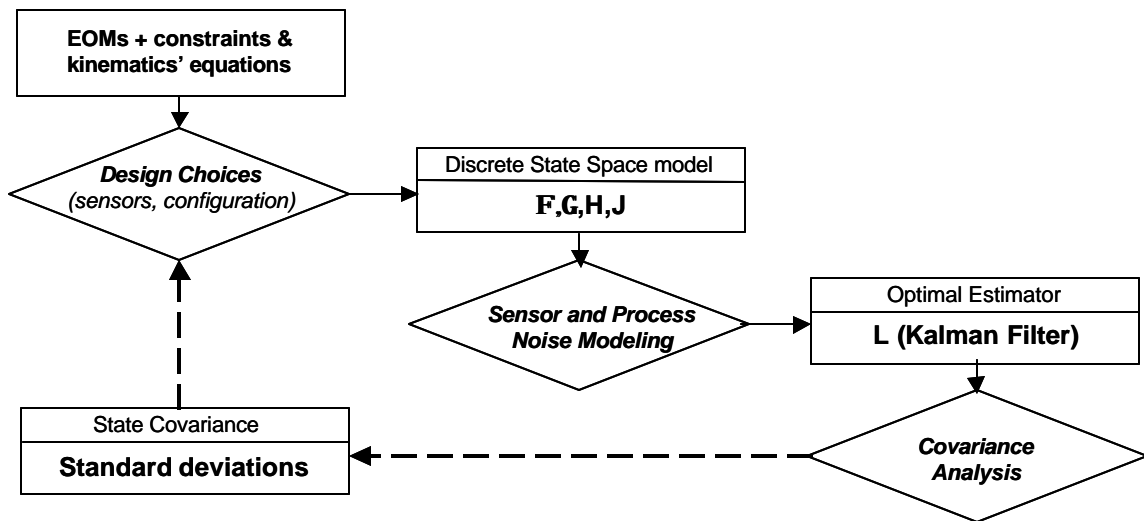 EOMs + constraints &
kinematics' equations
Design Choices
(sensors, configuration)
Discrete State Space model
F,G,H,J
Sensor and Process
Noise Modeling
Optimal Estimator
L (Kalman Filter)
State Covariance
Standard deviations
Covariance
Analysis